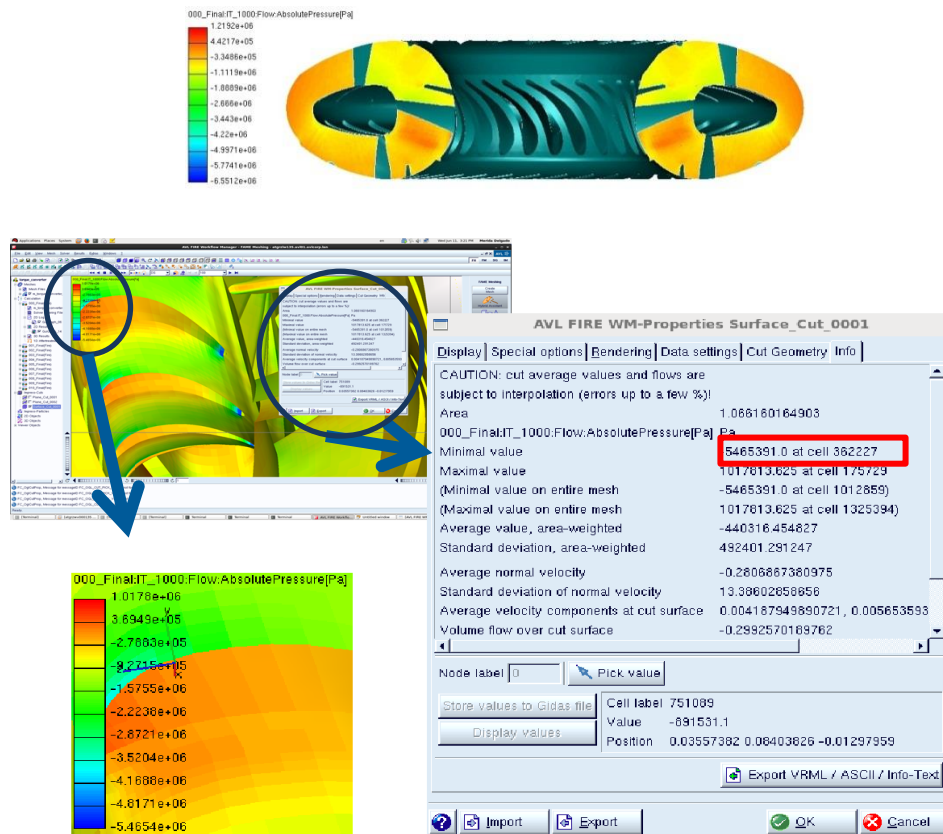 000_Final:IT_1000:Flow:AbsolutePressure[Pa]
1.2192e+06
4.4217e+05
-3.3486e+05
-1.1119e+06
-1.8889e+06
-2.666e+06
-3.443e+06
-4.22e+06
-4.9971e+06
-5.7741e+06
-6.5512e+06
Applications Places System
AVL FIRE WM-Properties Surface_Cut_0001
Display Special options Rendering Data settings Cut Geometry Info
CAUTION: cut average values and flows are
subject to interpolation (errors up to a few %)!
Area 1.066160164903
000_Final:IT_1000:Flow:AbsolutePressure[Pa] Pa
Minimal value -5465391.0 at cell 362227
Maximal value 1017813.625 at cell 175729
(Minimal value on entire mesh -5465391.0 at cell 1012859)
(Maximal value on entire mesh 1017813.625 at cell 1325394)
Average value, area-weighted -440316.454827
Standard deviation, area-weighted 492401.291247
Average normal velocity -0.2806867380975
Standard deviation of normal velocity 13.38602858656
Average velocity components at cut surface 0.004187949890721, 0.005653593
Volume flow over cut surface -0.2992570189762
Node label 0 Pick value
Store values to Gidas file
Display values
Cell label 751089
Value -891531.1
Position 0.03557382 0.08403826 -0.01297959
Export VRML / ASCII / Info-Text
Import Export OK Cancel
000_Final:IT_1000:Flow:AbsolutePressure[Pa]
1.0178e+06
3.6949e+05
-2.7883e+05
-9.2715e+05
-1.5755e+06
-2.2238e+06
-2.8721e+06
-3.5204e+06
-4.1688e+06
-4.8171e+06
-5.4654e+06